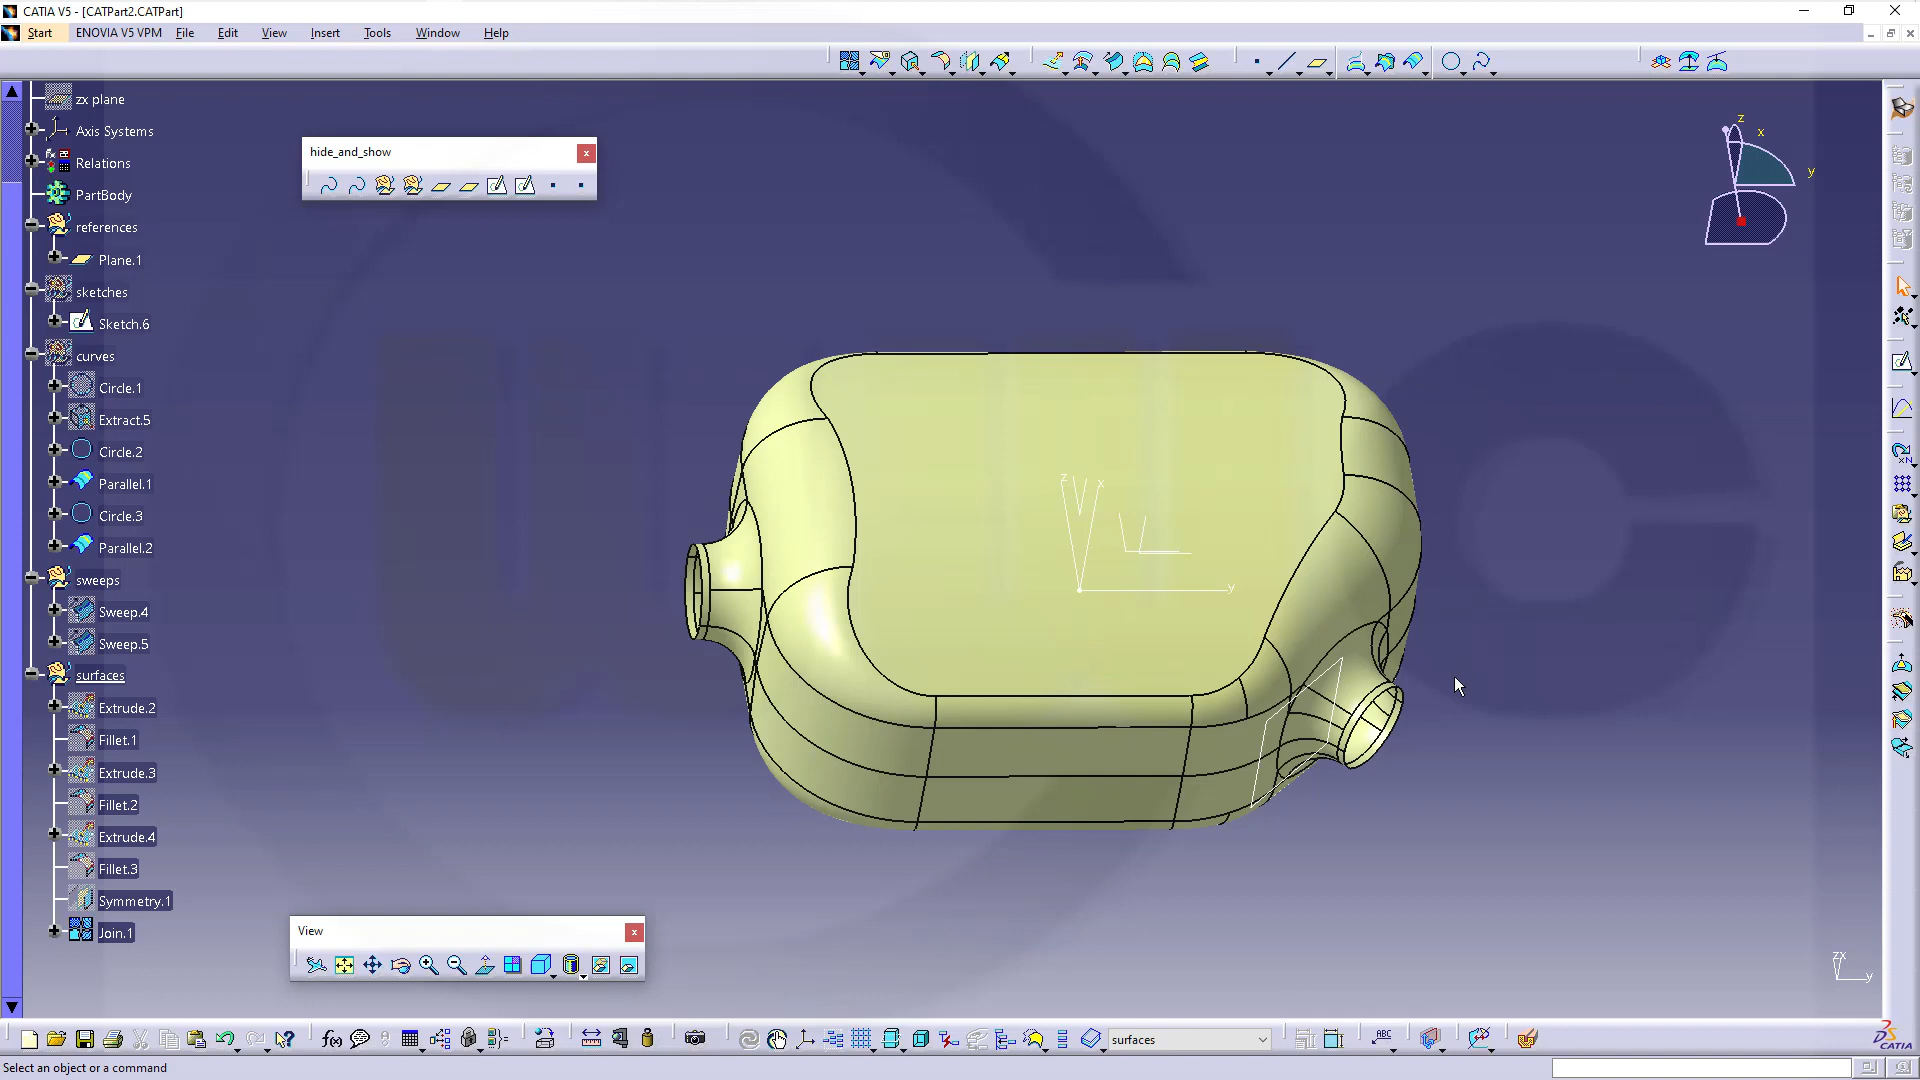 CATIA V5 - [CATPart2.CATPart]
Start ENOVIA V5 VPM File Edit View Insert Tools Window Help
zx plane
Axis Systems
Relations
PartBody
references
Plane.1
sketches
Sketch.6
curves
Circle.1
Extract.5
Circle.2
Parallel.1
Circle.3
Parallel.2
sweeps
Sweep.4
Sweep.5
surfaces
Extrude.2
Fillet.1
Extrude.3
Fillet.2
Extrude.4
Fillet.3
Symmetry.1
Join.1
hide_and_show
z
x
y
z
x
y
View
zx
y
surfaces
ABC
CATIA
Select an object or a command